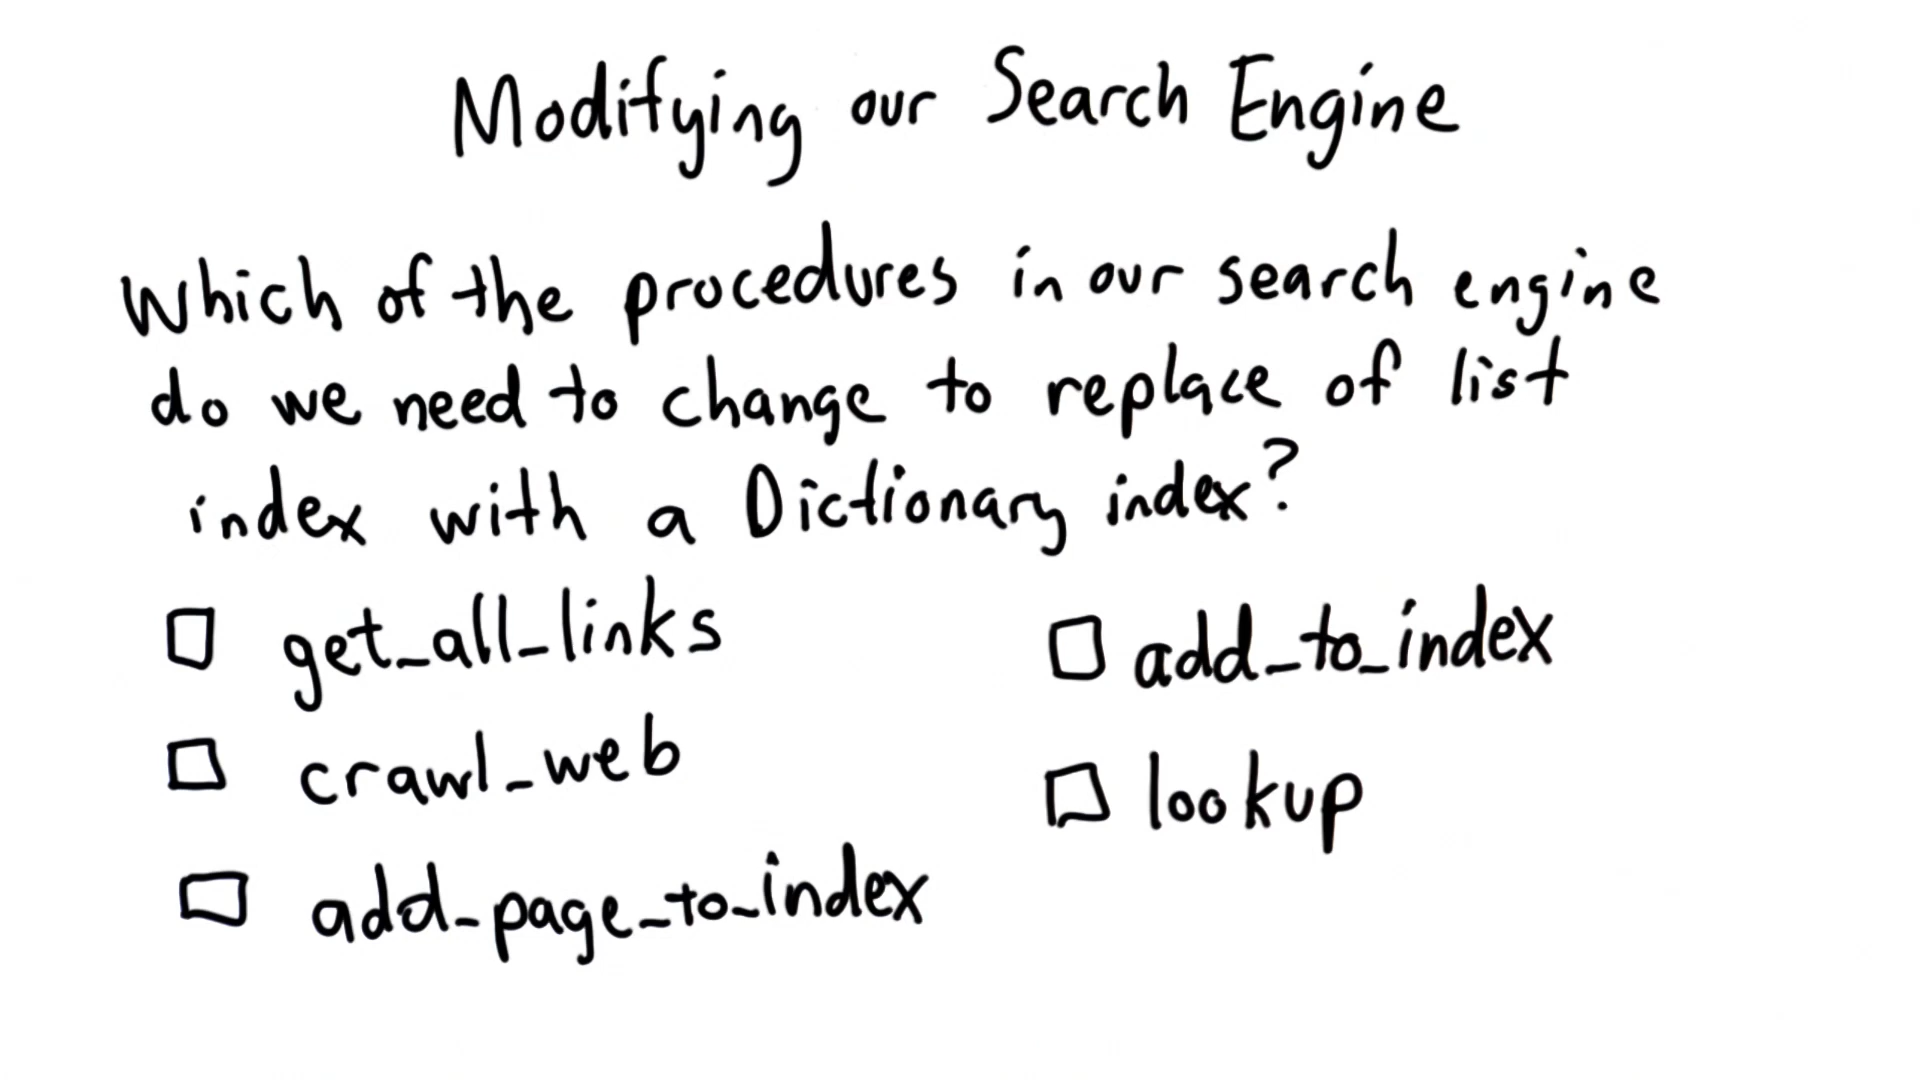 Modifying our Search Engine
Which of the procedures in our search engine
do we need to change to replace of list
index with a Dictionary index?
get_all_links
crawl_web
add_page_to_index
add_to_index
lookup